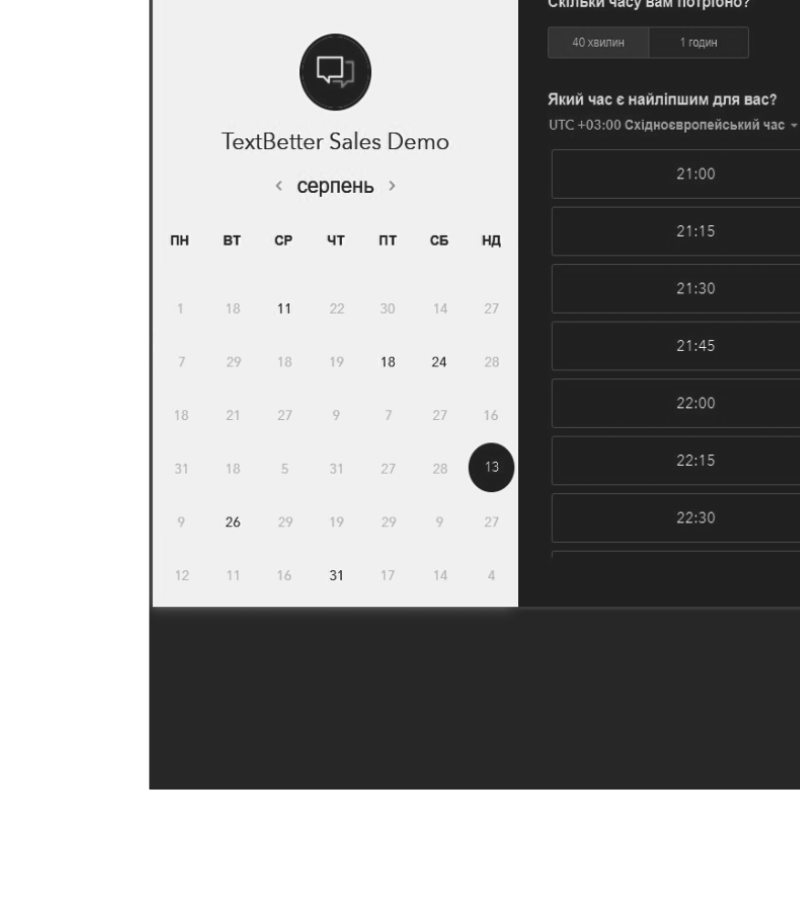 TextBetter Sales Demo
‹ серпень ›
ПН ВТ СР ЧТ ПТ СБ НД
1 18 11 22 30 14 27
7 29 18 19 18 24 28
18 21 27 9 7 27 16
31 18 5 31 27 28 13
9 26 29 19 29 9 27
12 11 16 31 17 14 4
Скільки часу вам потрібно?
40 хвилин 1 годин
Який час є найліпшим для вас?
UTC +03:00 Східноєвропейський час
21:00
21:15
21:30
21:45
22:00
22:15
22:30